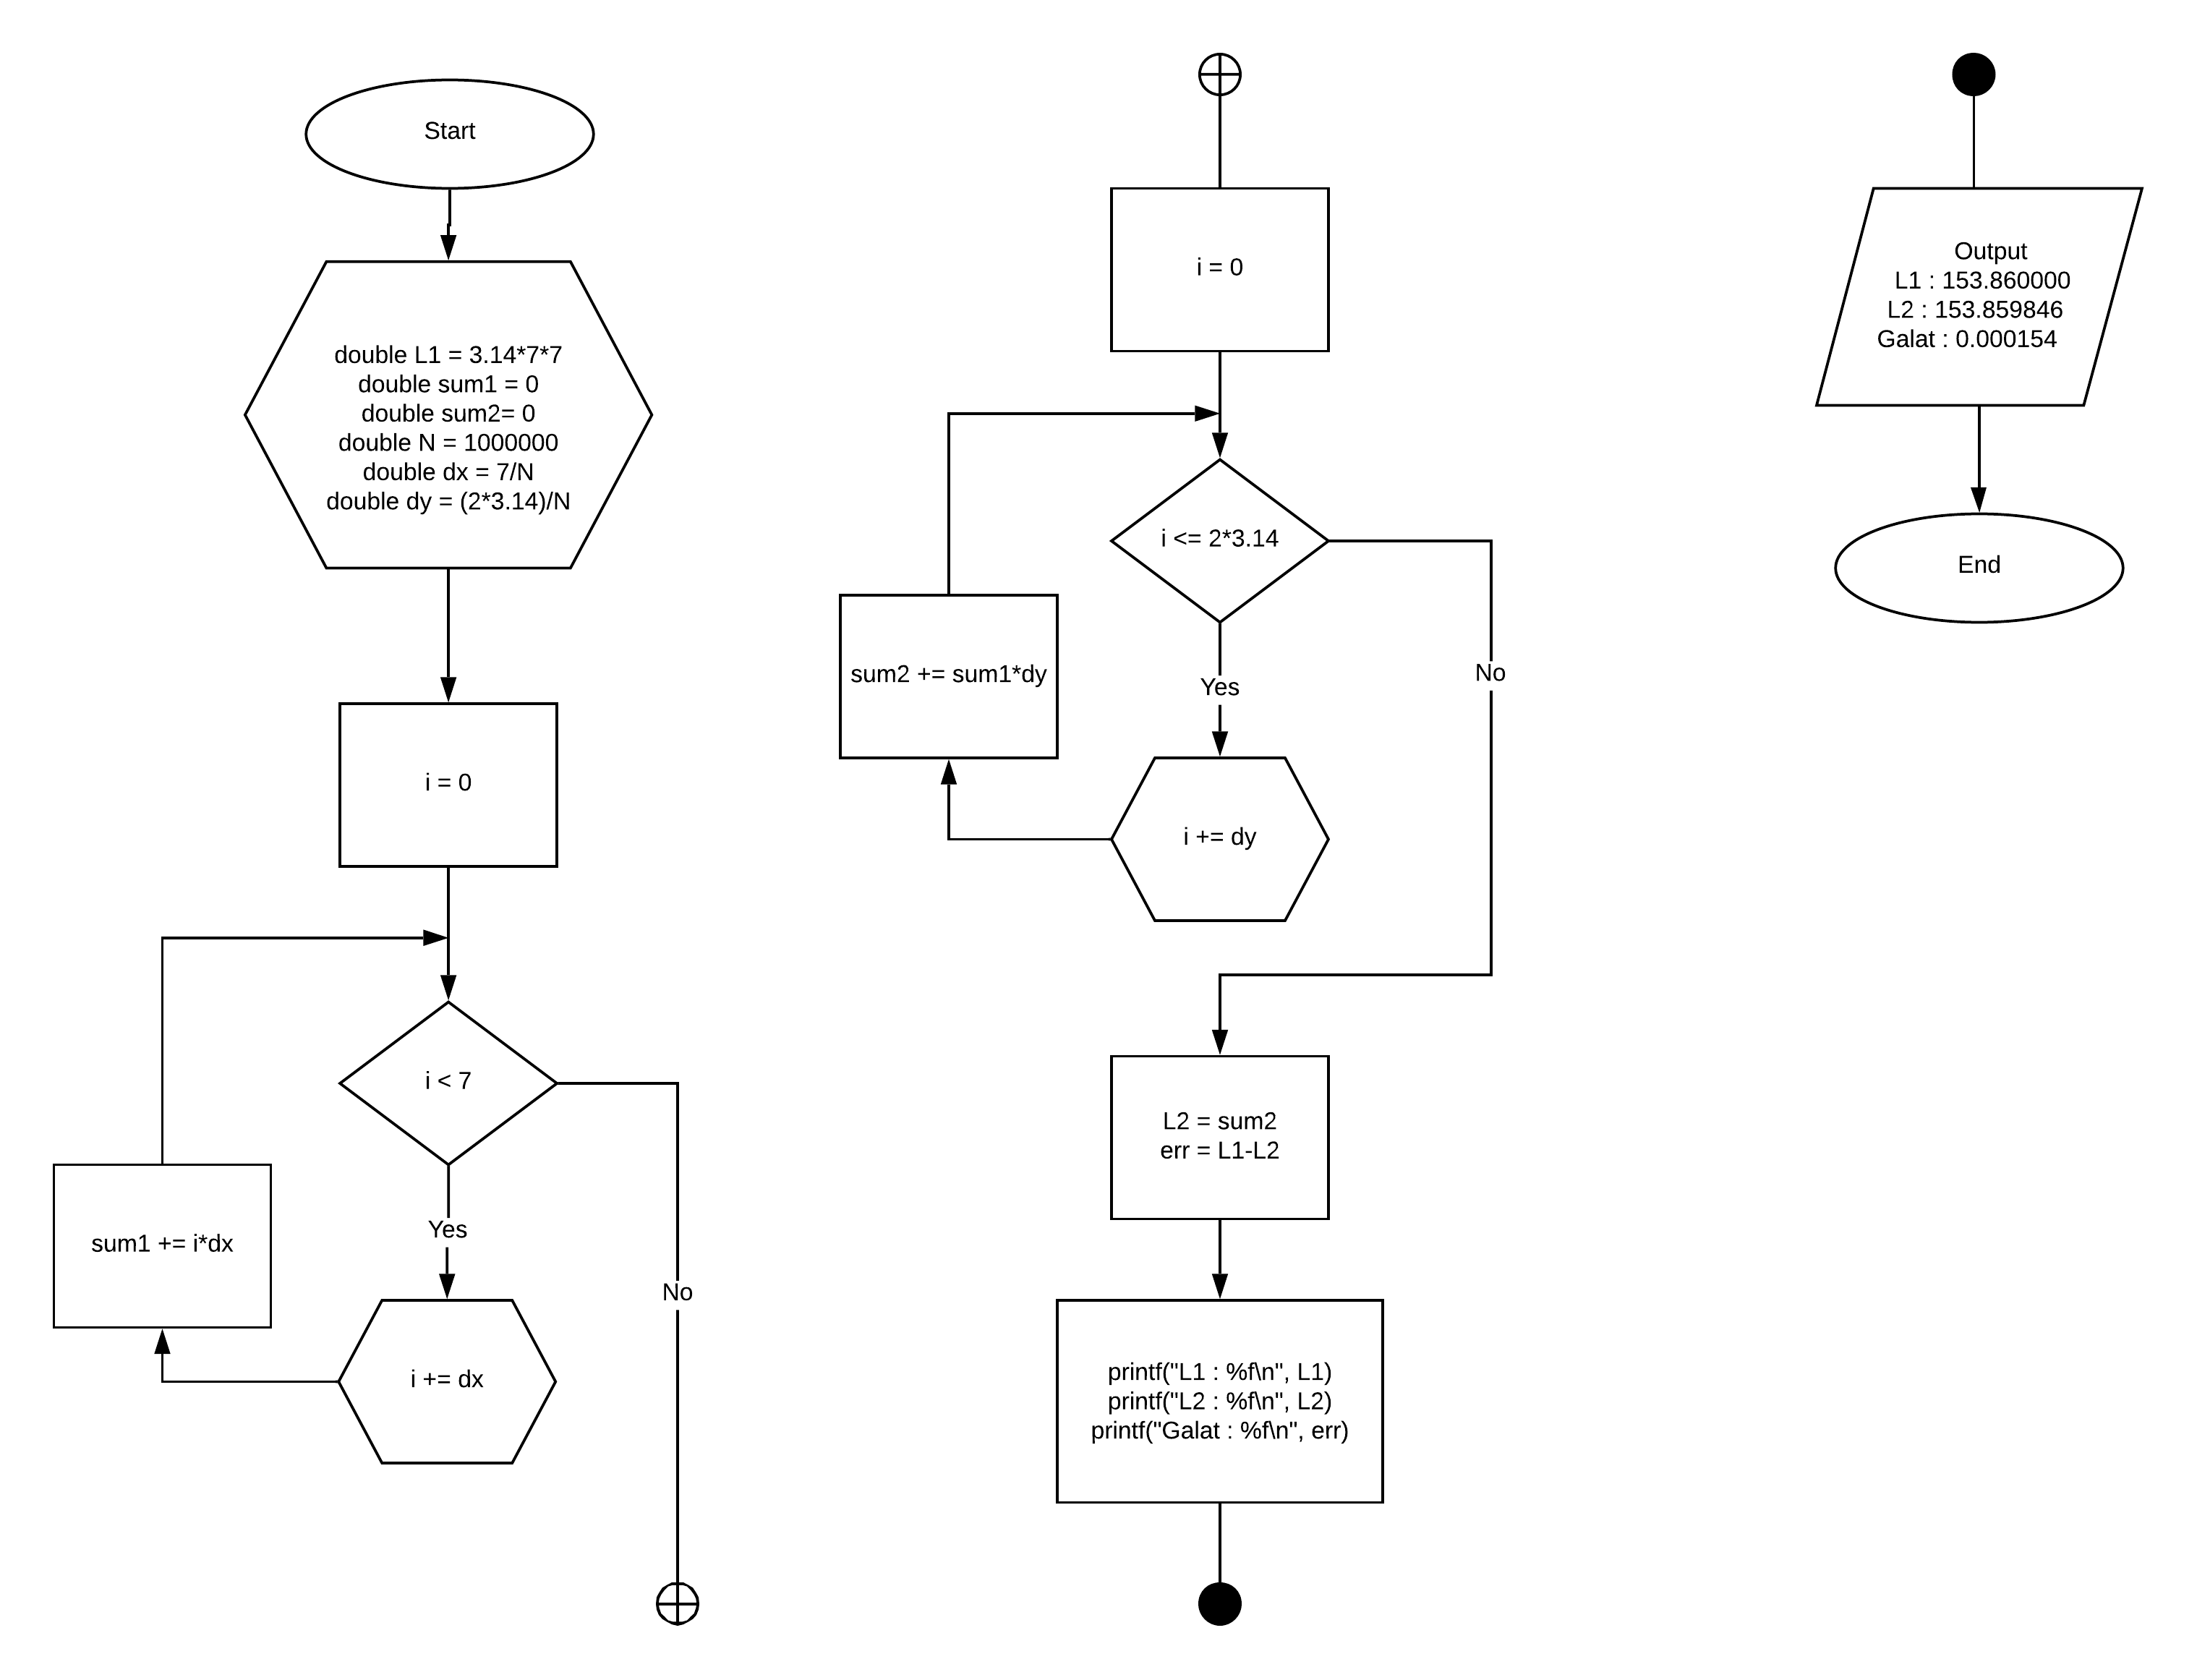 Start
double L1 = 3.14*7*7
double sum1 = 0
double sum2= 0
double N = 1000000
double dx = 7/N
double dy = (2*3.14)/N
i = 0
i < 7
Yes
No
i += dx
sum1 += i*dx
i = 0
i <= 2*3.14
Yes
No
i += dy
sum2 += sum1*dy
L2 = sum2
err = L1-L2
printf("L1 : %f\n", L1)
printf("L2 : %f\n", L2)
printf("Galat : %f\n", err)
Output
L1 : 153.860000
L2 : 153.859846
Galat : 0.000154
End